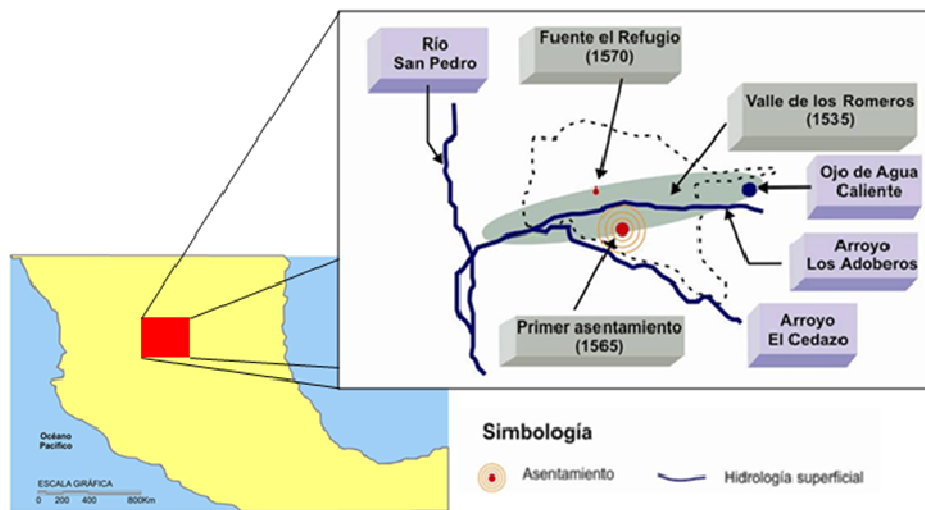 Río
San Pedro
Fuente el Refugio
(1570)
Valle de los Romeros
(1535)
Ojo de Agua
Caliente
Arroyo
Los Adoberos
Arroyo
El Cedazo
Primer asentamiento
(1565)
Océano
Pacífico
ESCALA GRÁFICA
0 200 400 800Km
Simbología
Asentamiento
Hidrología superficial